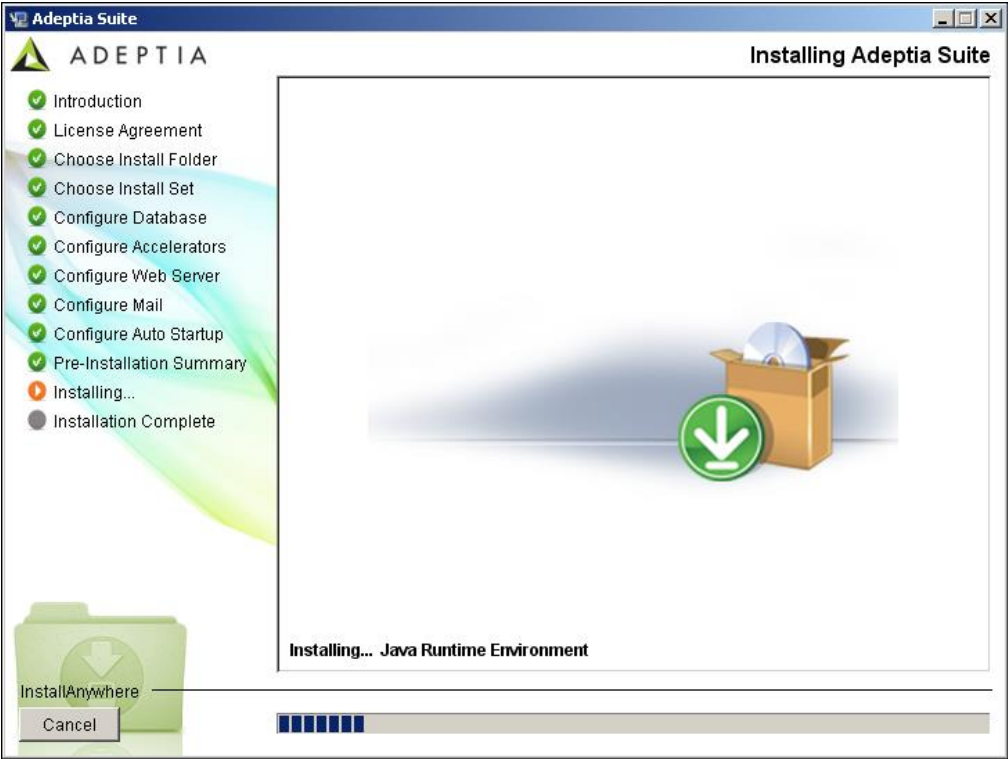 Adeptia Suite
ADEPTIA
Installing Adeptia Suite
Introduction
License Agreement
Choose Install Folder
Choose Install Set
Configure Database
Configure Accelerators
Configure Web Server
Configure Mail
Configure Auto Startup
Pre-Installation Summary
Installing...
Installation Complete
Installing... Java Runtime Environment
InstallAnywhere
Cancel